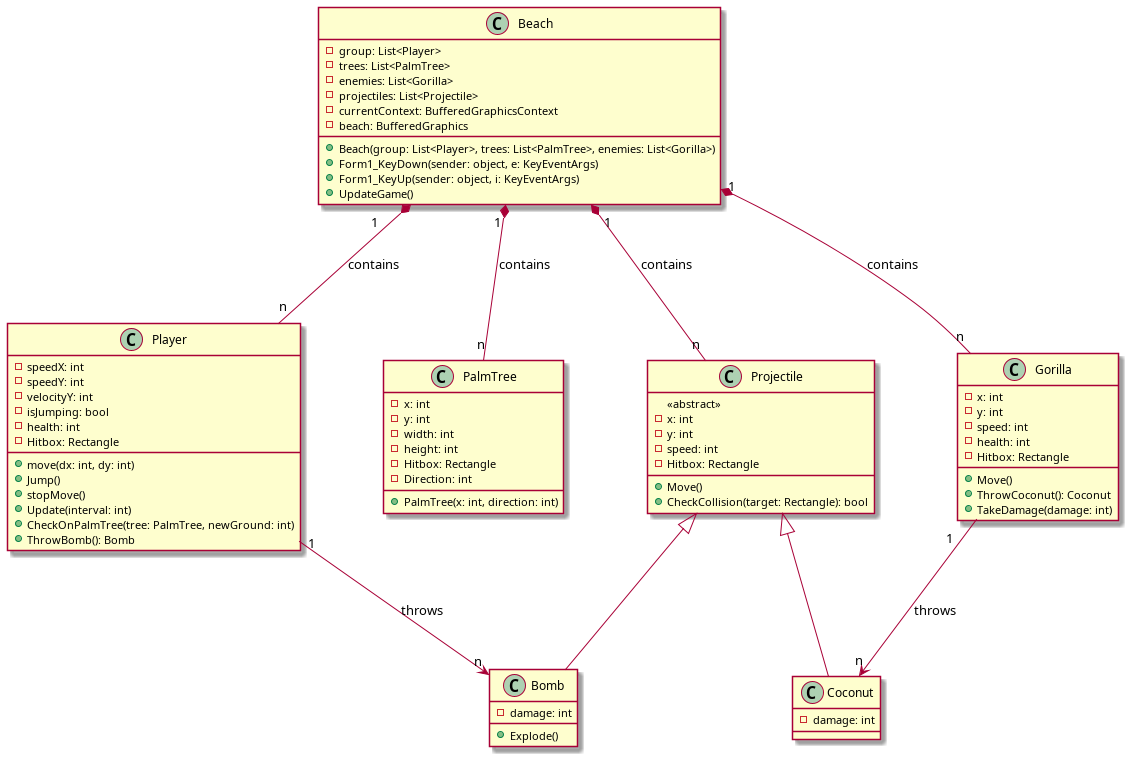 C Beach
group: List<Player>
trees: List<PalmTree>
enemies: List<Gorilla>
projectiles: List<Projectile>
currentContext: BufferedGraphicsContext
beach: BufferedGraphics
Beach(group: List<Player>, trees: List<PalmTree>, enemies: List<Gorilla>)
Form1_KeyDown(sender: object, e: KeyEventArgs)
Form1_KeyUp(sender: object, i: KeyEventArgs)
UpdateGame()
1
1
1
1
contains
contains
contains
contains
n
n
n
n
C Player
speedX: int
speedY: int
velocityY: int
isJumping: bool
health: int
Hitbox: Rectangle
move(dx: int, dy: int)
Jump()
stopMove()
Update(interval: int)
CheckOnPalmTree(tree: PalmTree, newGround: int)
ThrowBomb(): Bomb
C PalmTree
x: int
y: int
width: int
height: int
Hitbox: Rectangle
Direction: int
PalmTree(x: int, direction: int)
C Projectile
«abstract»
x: int
y: int
speed: int
Hitbox: Rectangle
Move()
CheckCollision(target: Rectangle): bool
C Gorilla
x: int
y: int
speed: int
health: int
Hitbox: Rectangle
Move()
ThrowCoconut(): Coconut
TakeDamage(damage: int)
1
throws
n
1
throws
n
C Bomb
damage: int
Explode()
C Coconut
damage: int